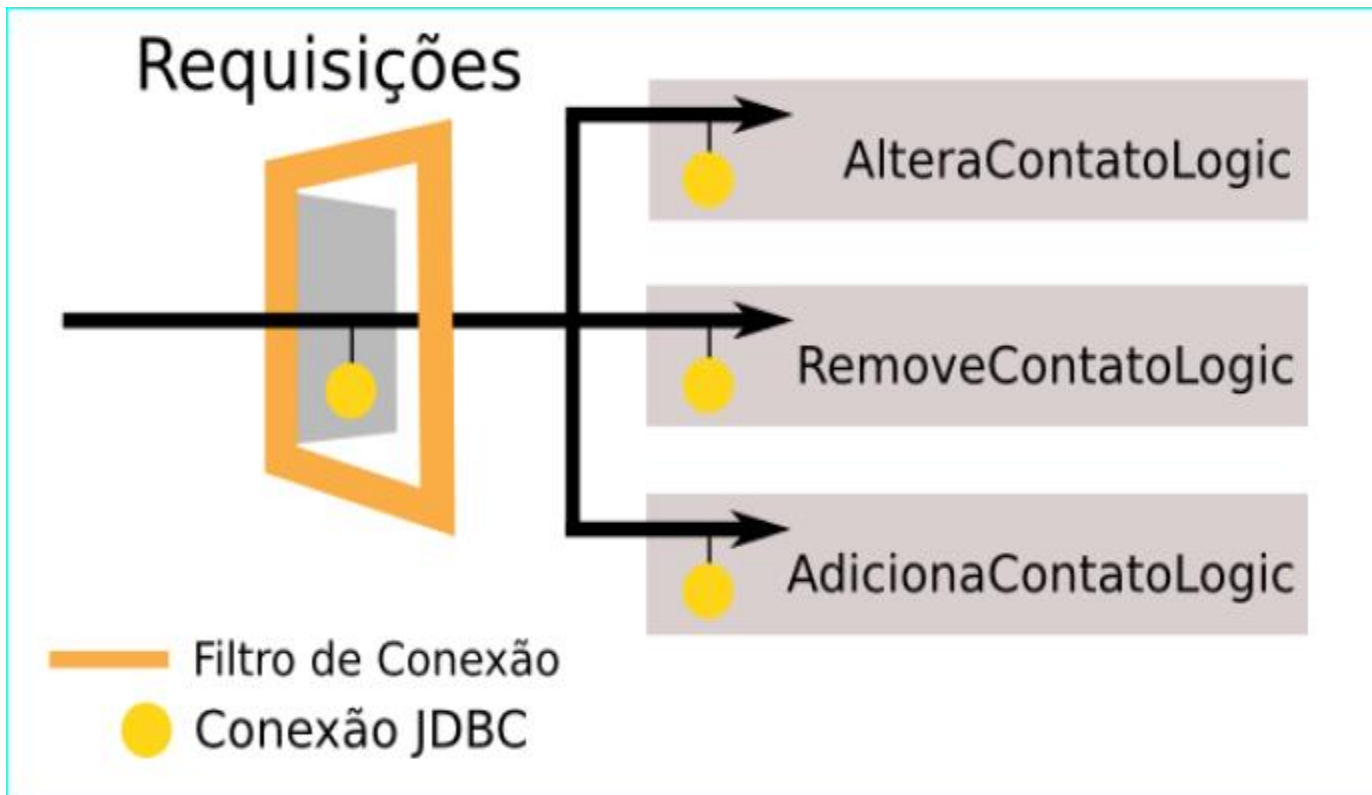 Requisições
AlteraContatoLogic
RemoveContatoLogic
AdicionaContatoLogic
Filtro de Conexão
Conexão JDBC